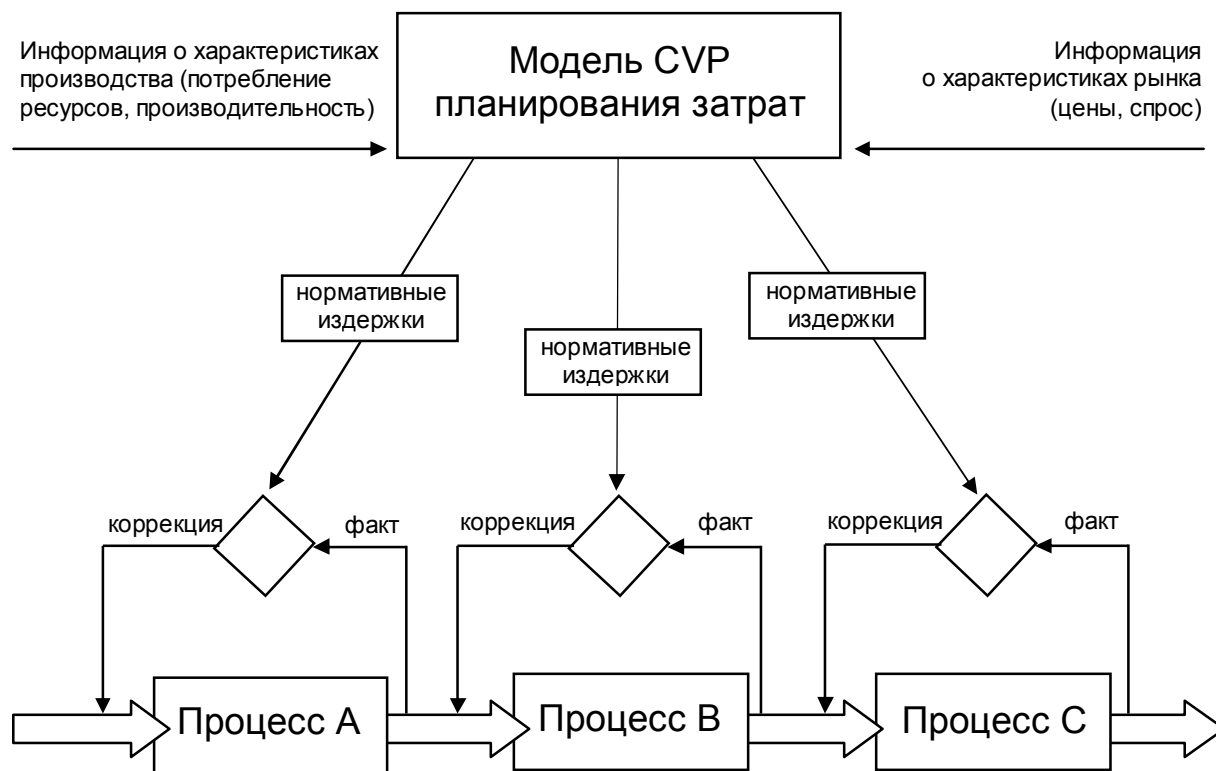 Информация о характеристиках
производства (потребление
ресурсов, производительность)
Модель CVP
планирования затрат
Информация
о характеристиках рынка
(цены, спрос)
нормативные
издержки
нормативные
издержки
нормативные
издержки
коррекция
факт
коррекция
факт
коррекция
факт
Процесс А
Процесс В
Процесс С